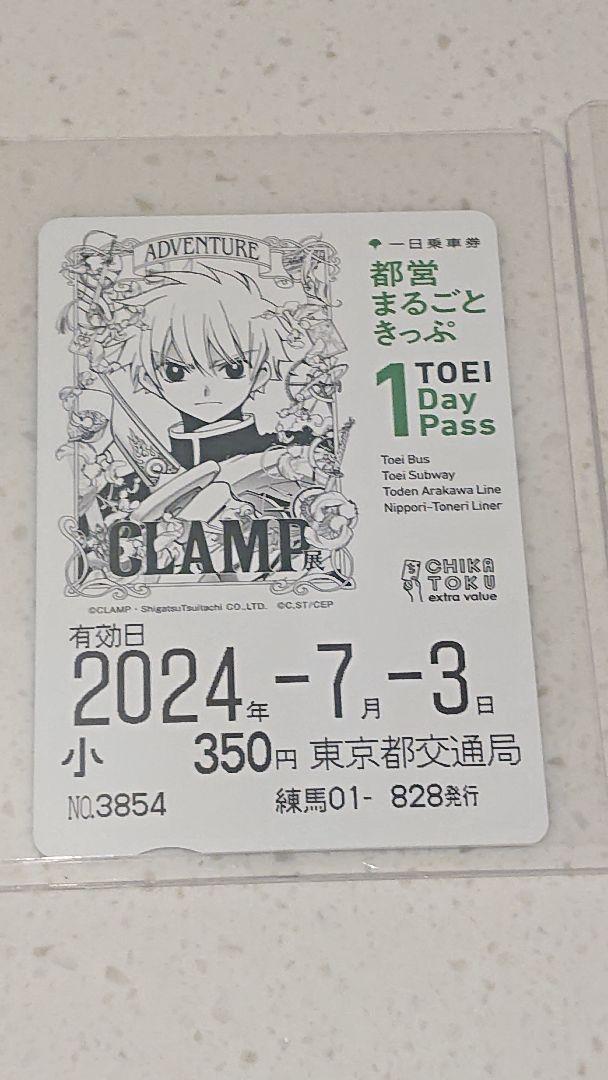 ADVENTURE
CLAMP展
©CLAMP・ShigatsuTsuitachi CO.,LTD. ©C,ST/CEP
一日乗車券
都営
まるごと
きっぷ
1 TOEI
Day
Pass
Toei Bus
Toei Subway
Toden Arakawa Line
Nippori-Toneri Liner
CHIKA
TOKU
extra value
有効日
2024年-7月-3日
小 350円 東京都交通局
NO.3854 練馬01- 828発行